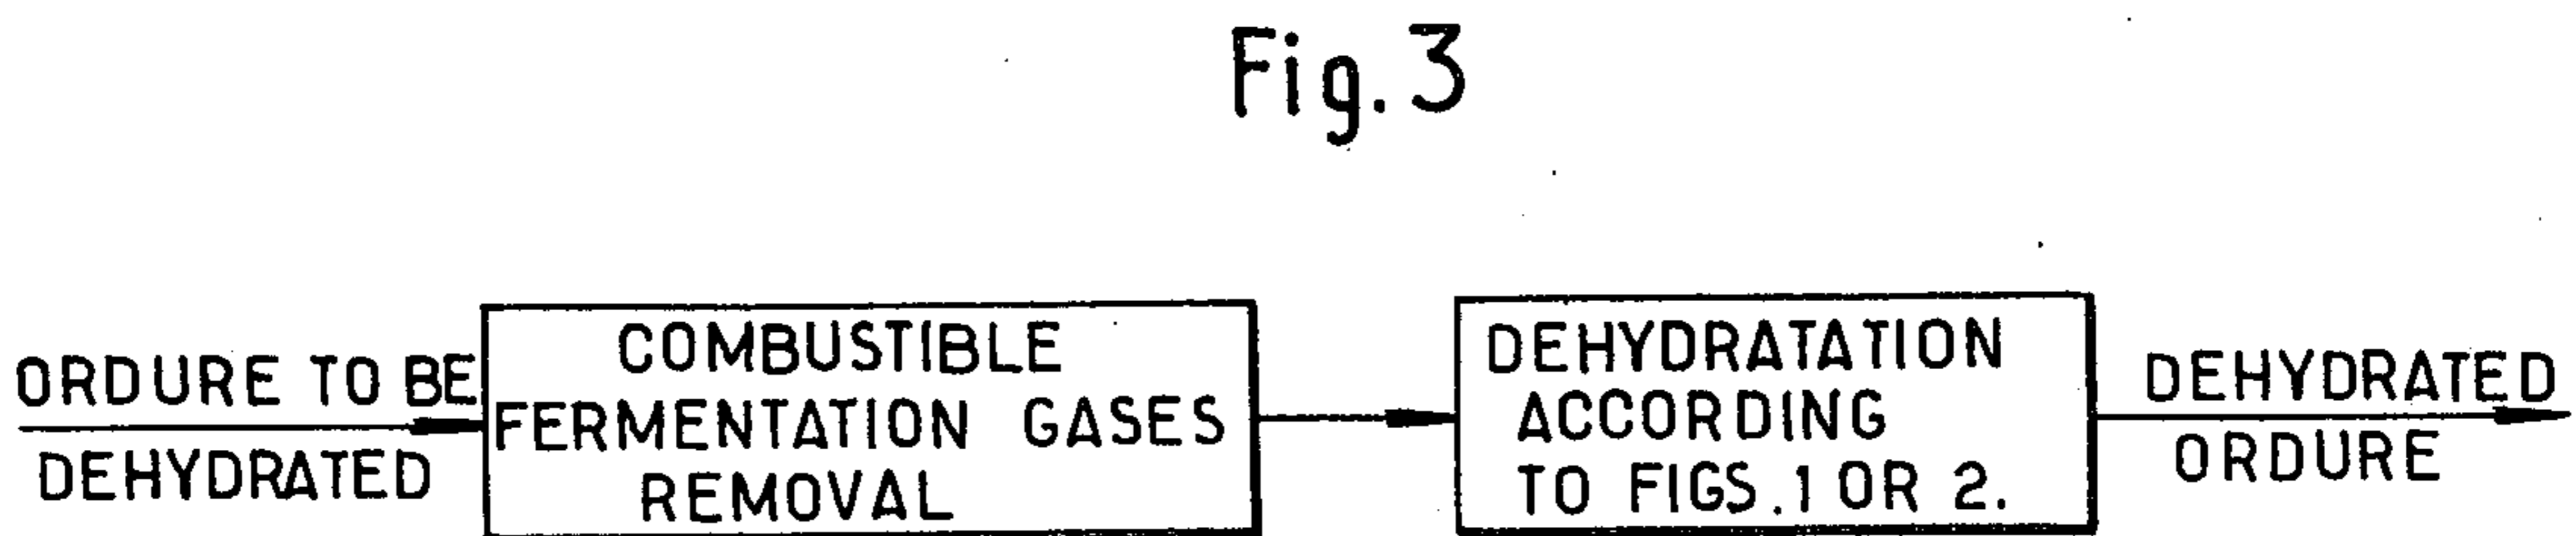 Fig. 3
ORDURE TO BE
DEHYDRATED
COMBUSTIBLE
FERMENTATION GASES
REMOVAL
DEHYDRATATION
ACCORDING
TO FIGS. 1 OR 2.
DEHYDRATED
ORDURE